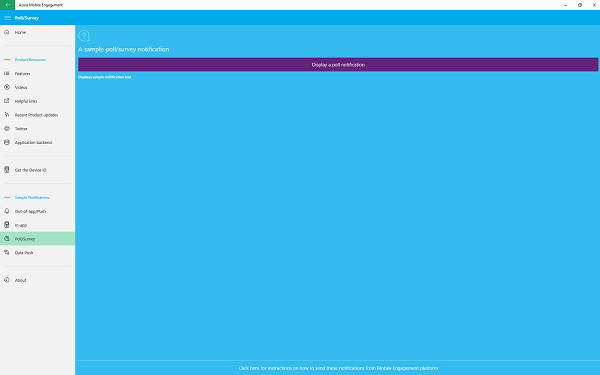 Azure Mobile Engagement
Poll/Survey
Home
Product Resources
Features
Videos
Helpful links
Recent Product updates
Twitter
Application backend
Get the Device ID
Sample Notifications
Out-of-app/Push
In-app
Poll/Survey
Data Push
About
A sample poll/survey notification
Display a poll notification
Displays sample notification text
Click here for instructions on how to send these notifications from Mobile Engagement platform